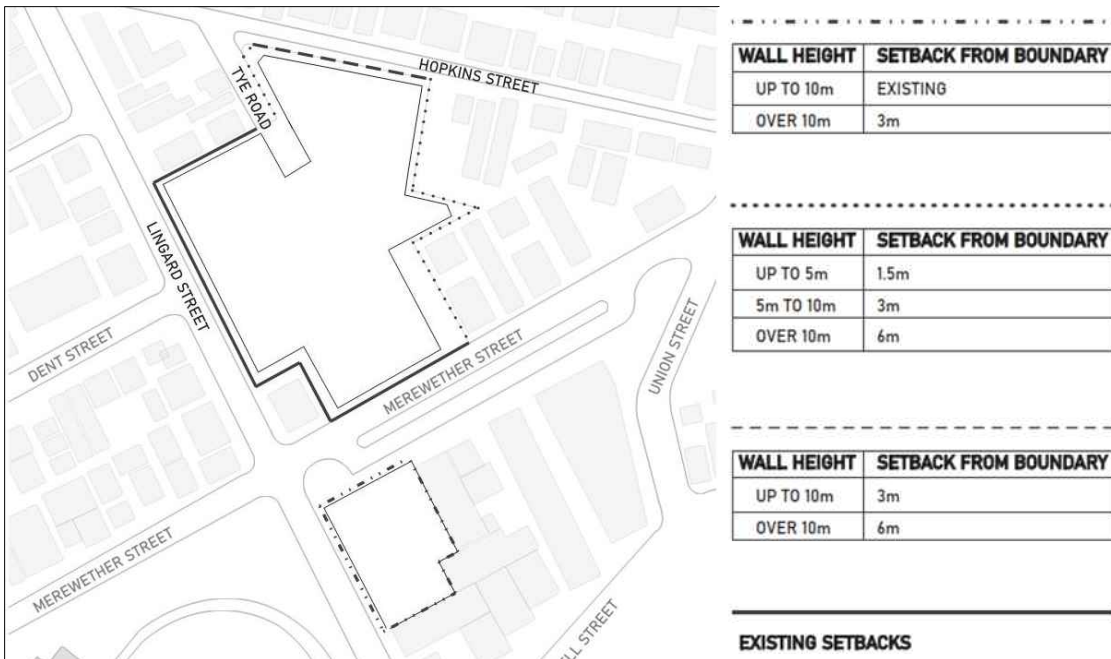 HOPKINS STREET
TYE ROAD
LINGARD STREET
DENT STREET
MEREWETHER STREET
UNION STREET
MEREWETHER STREET
STREET
WALL HEIGHT SETBACK FROM BOUNDARY
UP TO 10m EXISTING
OVER 10m 3m
WALL HEIGHT SETBACK FROM BOUNDARY
UP TO 5m 1.5m
5m TO 10m 3m
OVER 10m 6m
WALL HEIGHT SETBACK FROM BOUNDARY
UP TO 10m 3m
OVER 10m 6m
EXISTING SETBACKS